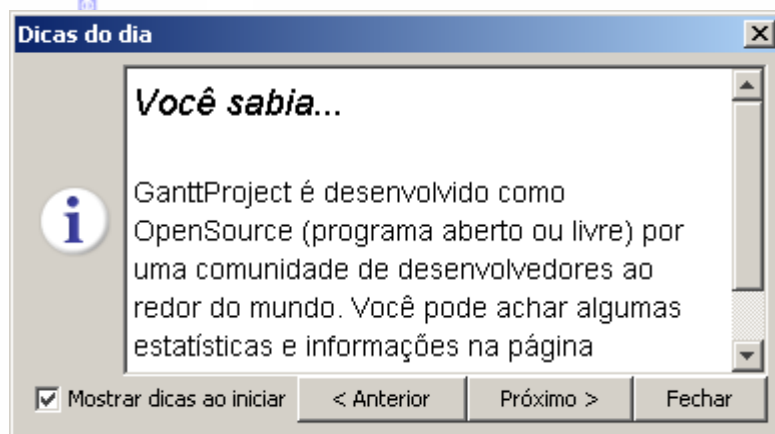 Dicas do dia
Você sabia...
GanttProject é desenvolvido como
OpenSource (programa aberto ou livre) por
uma comunidade de desenvolvedores ao
redor do mundo. Você pode achar algumas
estatísticas e informações na página
Mostrar dicas ao iniciar
< Anterior
Próximo >
Fechar